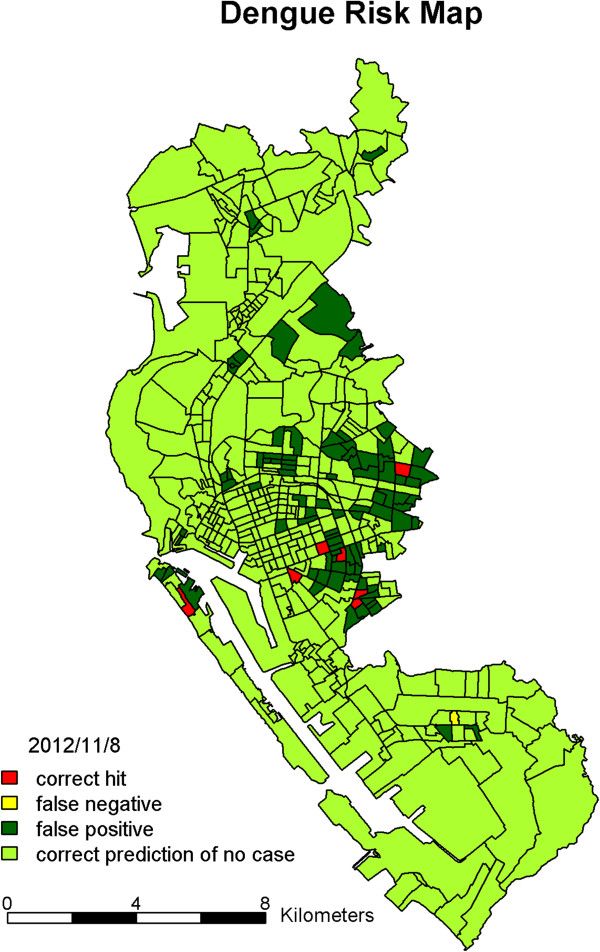 Dengue Risk Map
2012/11/8
correct hit
false negative
false positive
correct prediction of no case
0 4 8
Kilometers